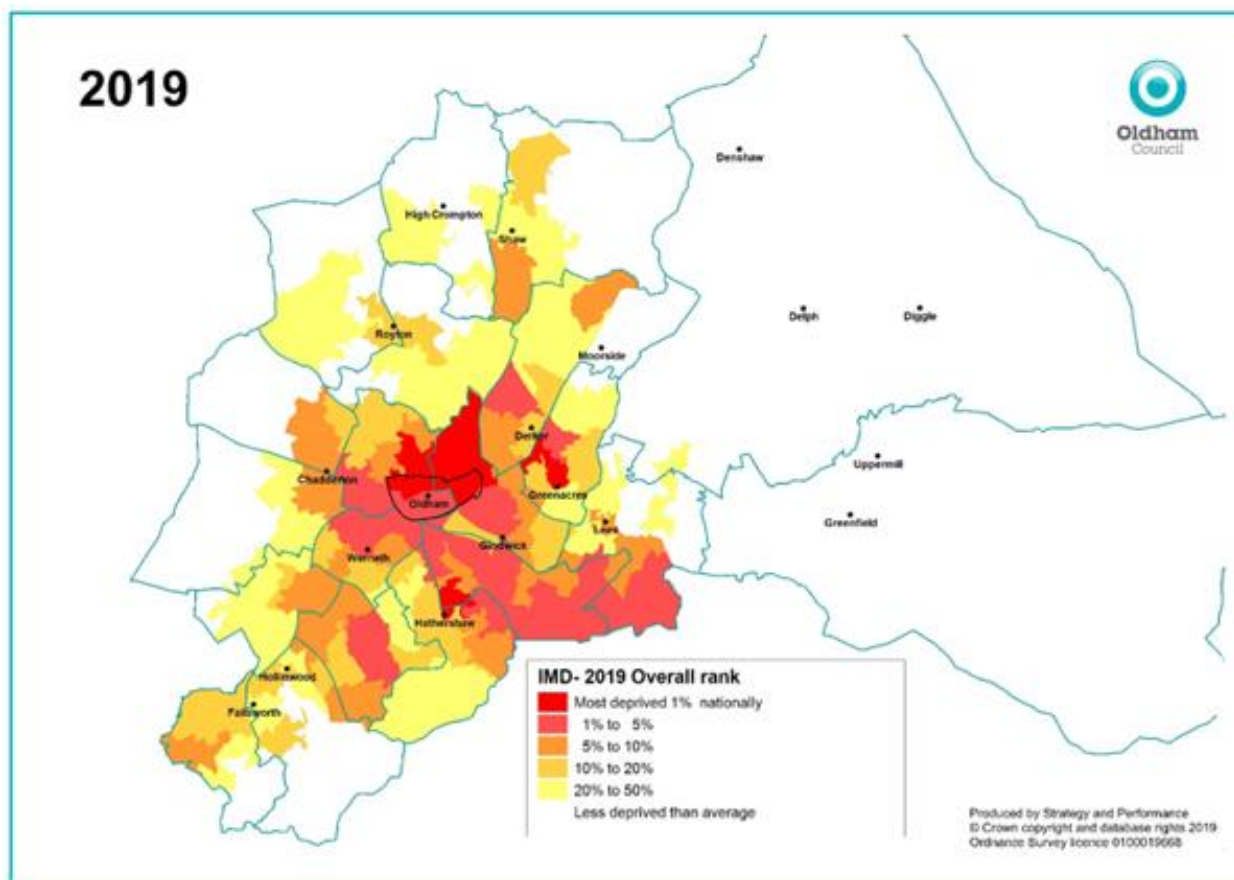 2019
Oldham
Council
Denshaw
High Crompton
Shaw
Delph
Diggle
Royton
Moorside
Derker
Chadderton
Uppermill
Oldham
Greenacres
Greenfield
Lees
Glodwick
Werneth
Hathershaw
Hollinwood
Failsworth
IMD- 2019 Overall rank
Most deprived 1% nationally
1% to 5%
5% to 10%
10% to 20%
20% to 50%
Less deprived than average
Produced by Strategy and Performance
© Crown copyright and database rights 2019
Ordnance Survey licence 0100019668